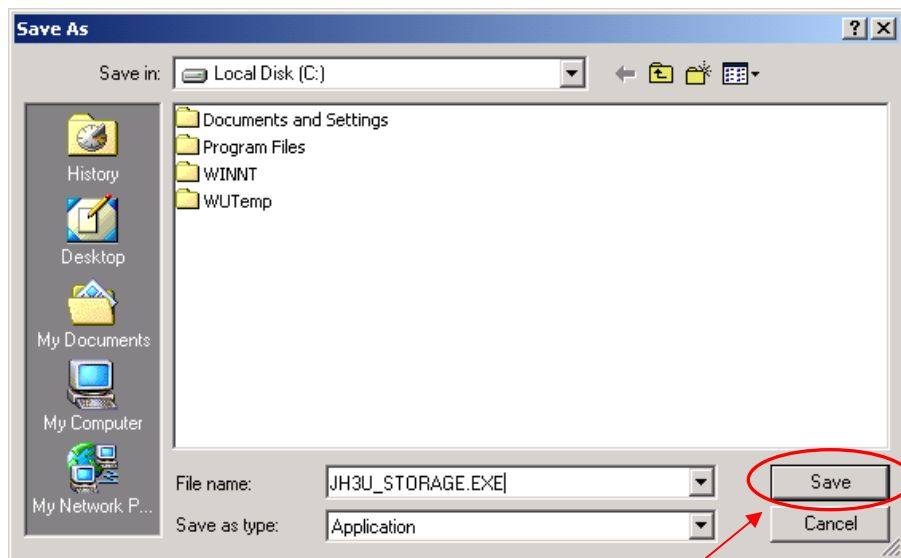 Save As
Save in: Local Disk (C:)
Documents and Settings
Program Files
WINNT
WUTemp
History
Desktop
My Documents
My Computer
My Network P...
File name: JH3U_STORAGE.EXE
Save
Save as type: Application
Cancel